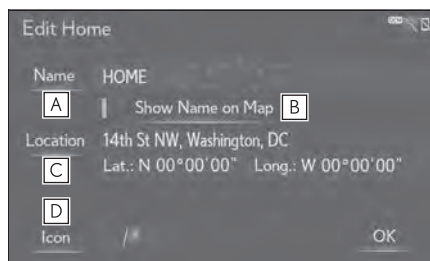 Edit Home
Name HOME
A Show Name on Map B
Location 14th St NW, Washington, DC
C Lat.: N 00°00'00" Long.: W 00°00'00"
D
Icon OK